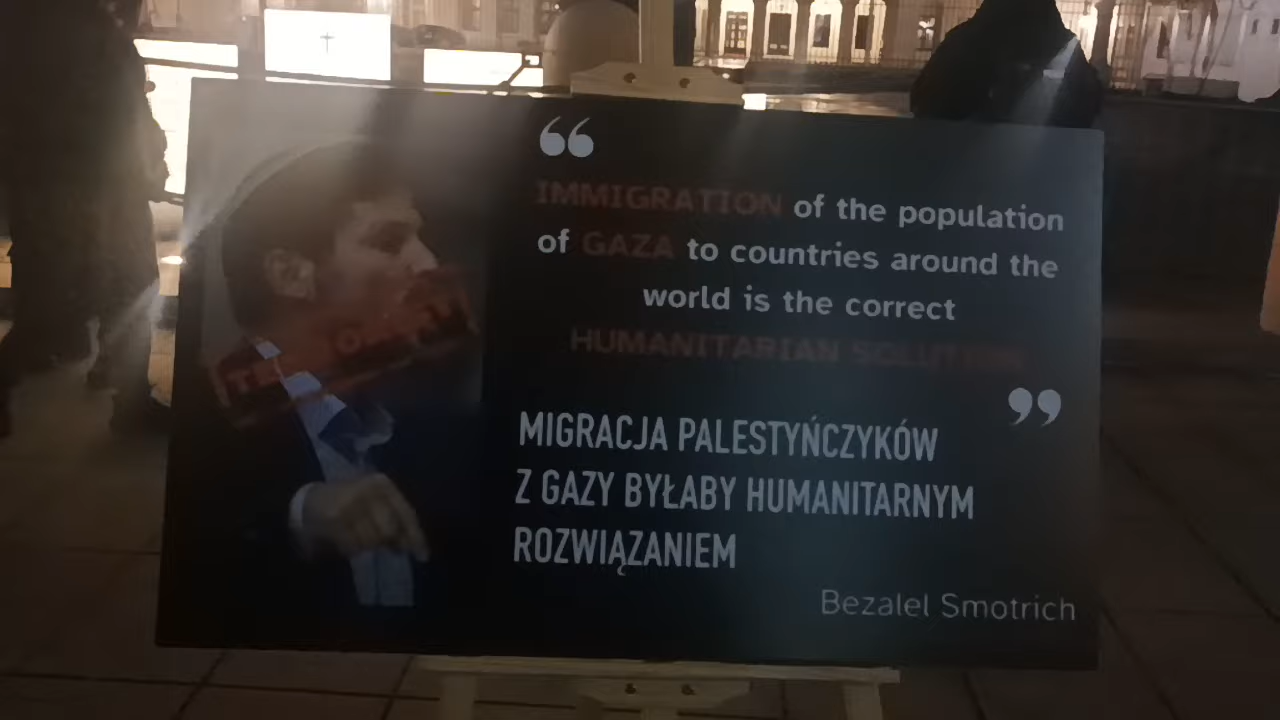 IMMIGRATION of the population
of GAZA to countries around the
world is the correct
HUMANITARIAN SOLUTION
MIGRACJA PALESTYŃCZYKÓW
Z GAZY BYŁABY HUMANITARNYM
ROZWIĄZANIEM
Bezalel Smotrich